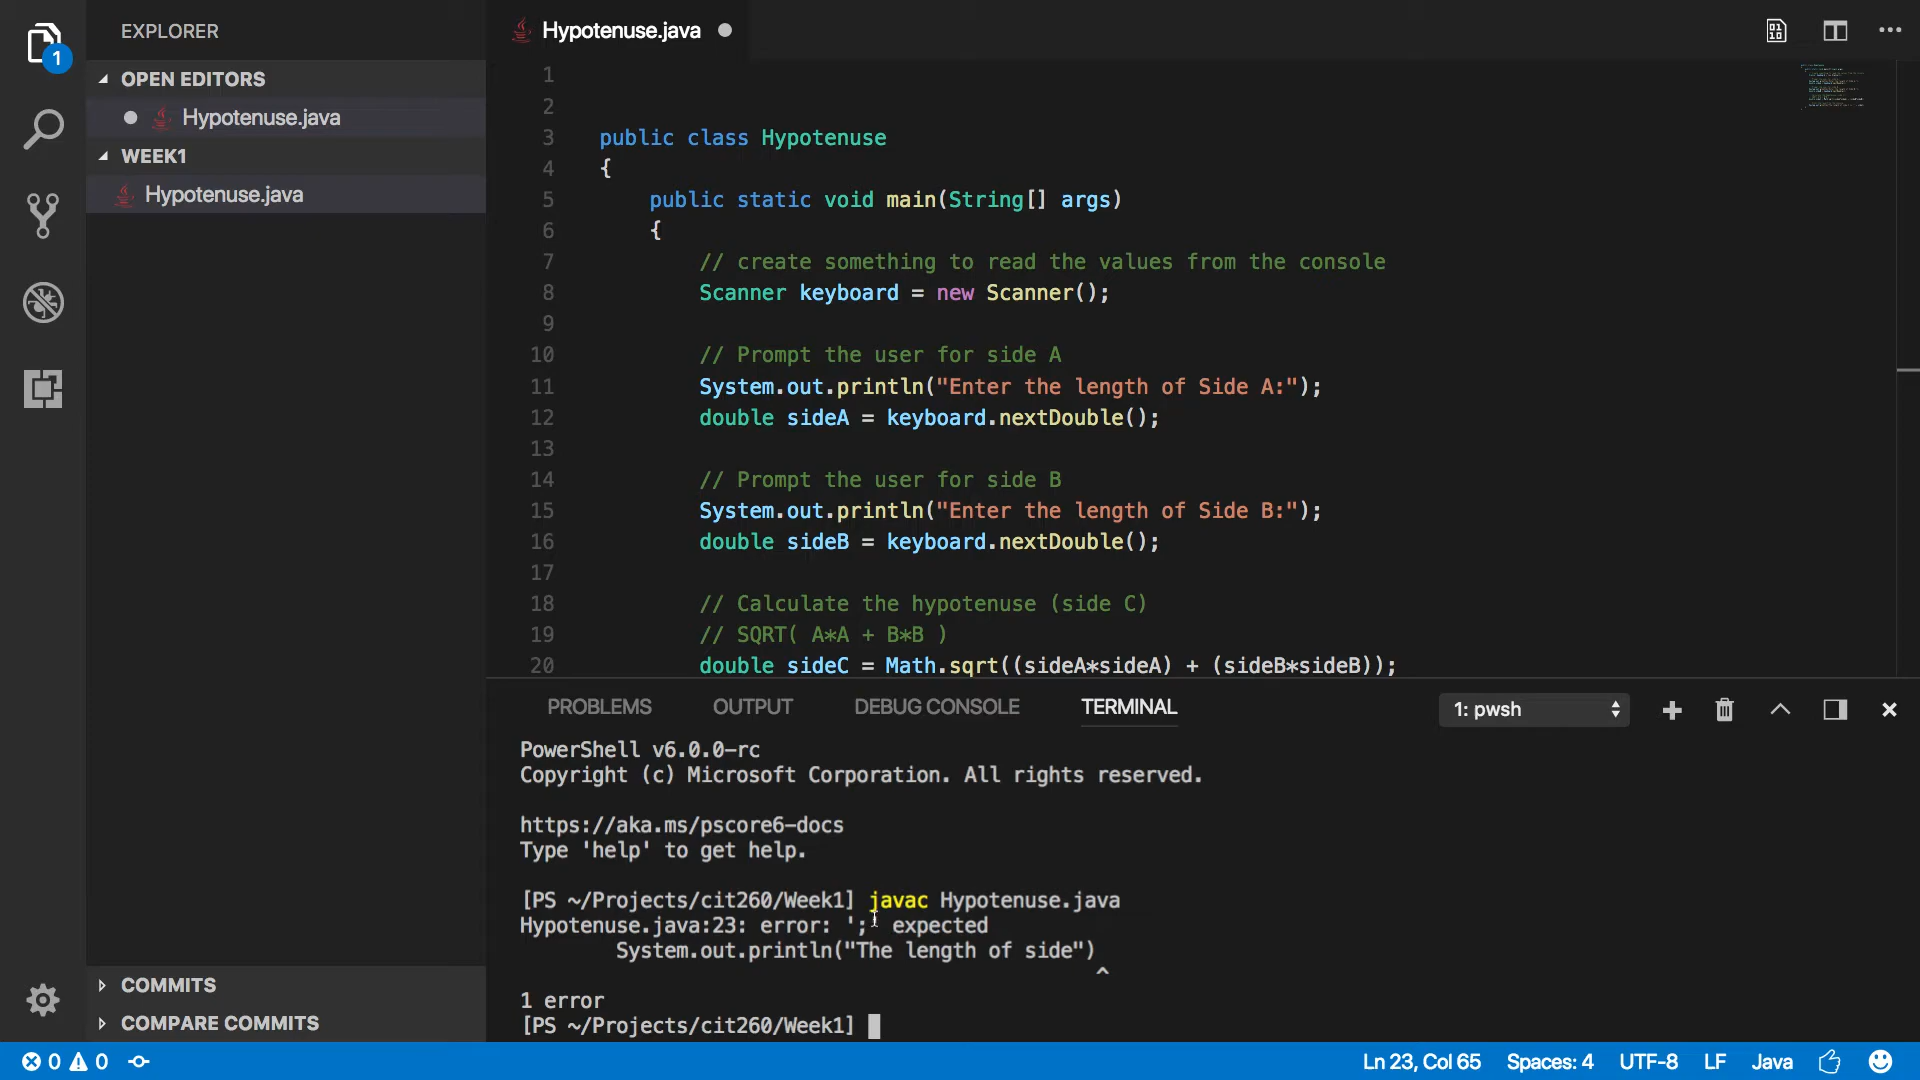 EXPLORER
OPEN EDITORS
Hypotenuse.java
WEEK1
Hypotenuse.java
COMMITS
COMPARE COMMITS
1
Hypotenuse.java
1
2
3 public class Hypotenuse
4 {
5     public static void main(String[] args)
6     {
7         // create something to read the values from the console
8         Scanner keyboard = new Scanner();
9
10         // Prompt the user for side A
11         System.out.println("Enter the length of Side A:");
12         double sideA = keyboard.nextDouble();
13
14         // Prompt the user for side B
15         System.out.println("Enter the length of Side B:");
16         double sideB = keyboard.nextDouble();
17
18         // Calculate the hypotenuse (side C)
19         // SQRT( A*A + B*B )
20         double sideC = Math.sqrt((sideA*sideA) + (sideB*sideB));
PROBLEMS OUTPUT DEBUG CONSOLE TERMINAL 1: pwsh
PowerShell v6.0.0-rc
Copyright (c) Microsoft Corporation. All rights reserved.
https://aka.ms/pscore6-docs
Type 'help' to get help.
[PS ~/Projects/cit260/Week1] javac Hypotenuse.java
Hypotenuse.java:23: error: ';' expected
        System.out.println("The length of side")
^
1 error
[PS ~/Projects/cit260/Week1]
0 0 Ln 23, Col 65 Spaces: 4 UTF-8 LF Java